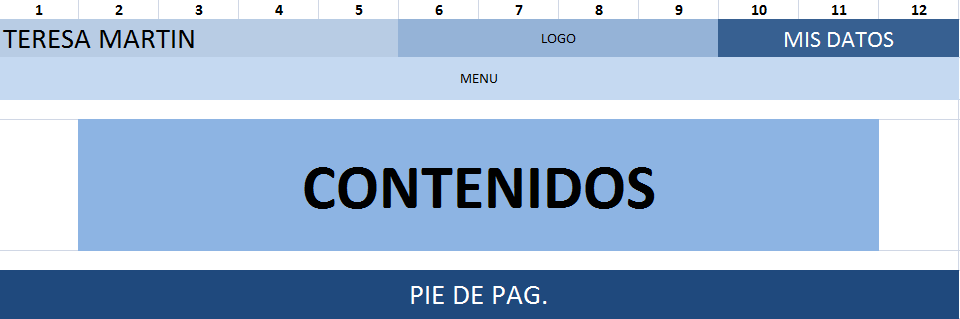 1 2 3 4 5 6 7 8 9 10 11 12
TERESA MARTIN LOGO MIS DATOS
MENU
CONTENIDOS
PIE DE PAG.